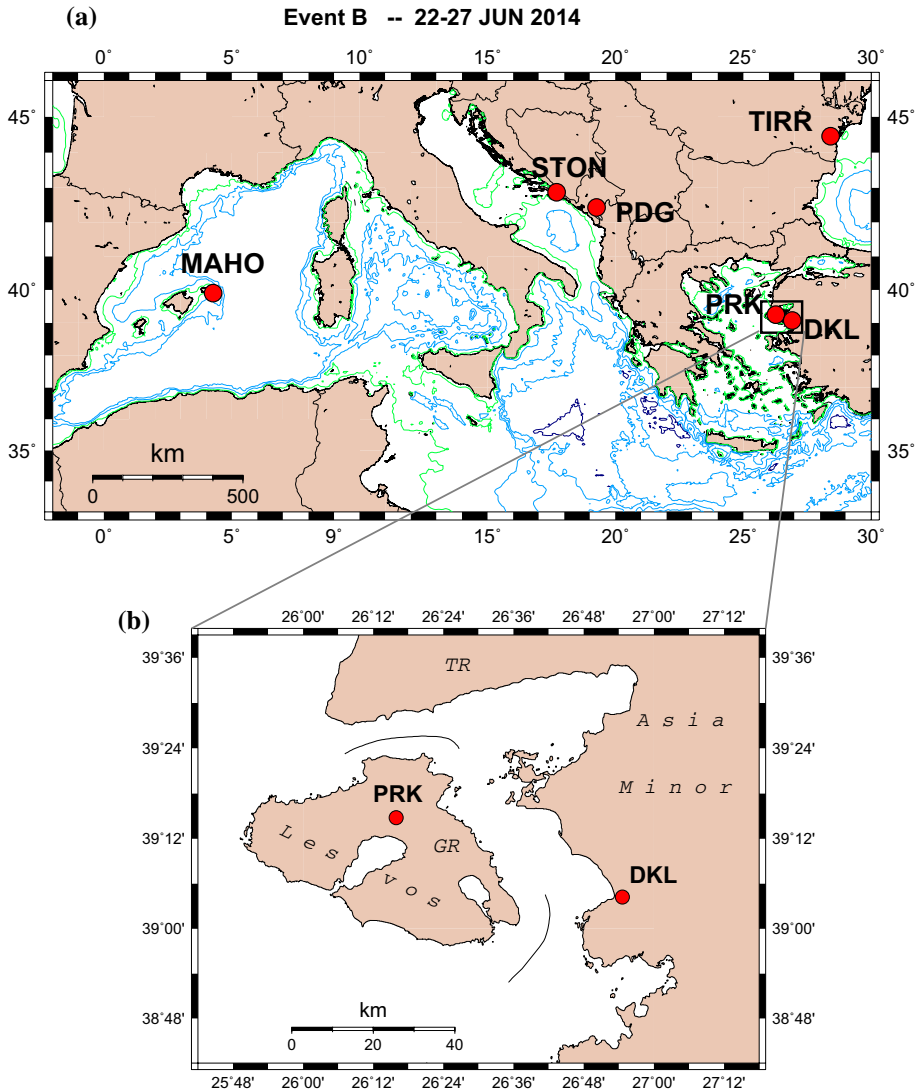 (a)
Event B -- 22-27 JUN 2014
0° 5° 10° 15° 20° 25° 30°
45°
TIRR
STON
PDG
MAHO
40°
PRK
DKL
35°
km
0 500
0° 5° 9° 15° 20° 25° 30°
(b)
26°00' 26°12' 26°24' 26°36' 26°48' 27°00' 27°12'
39°36' 39°36'
TR
Asia
39°24' 39°24'
Minor
PRK
39°12' 39°12'
Les
GR
vos
DKL
39°00' 39°00'
km
38°48' 38°48'
0 20 40
25°48' 26°00' 26°12' 26°24' 26°36' 26°48' 27°00' 27°12'